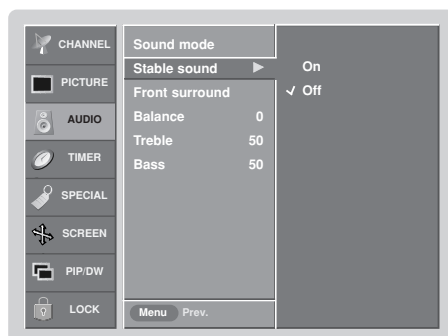 CHANNEL
PICTURE
AUDIO
TIMER
SPECIAL
SCREEN
PIP/DW
LOCK
Sound mode
Stable sound ▶
Front surround
Balance 0
Treble 50
Bass 50
Menu Prev.
On
✓ Off